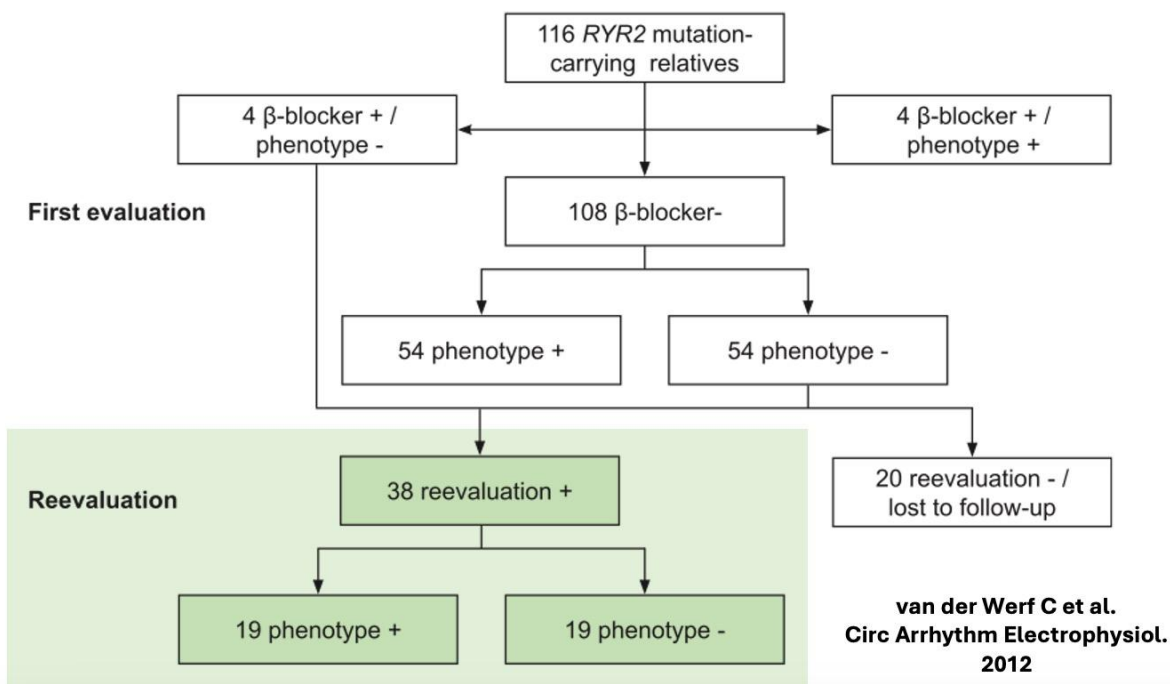 116 RYR2 mutation-
carrying relatives
4 β-blocker + /
phenotype -
4 β-blocker + /
phenotype +
First evaluation
108 β-blocker-
54 phenotype +
54 phenotype -
Reevaluation
38 reevaluation +
20 reevaluation - /
lost to follow-up
19 phenotype +
19 phenotype -
van der Werf C et al.
Circ Arrhythm Electrophysiol.
2012